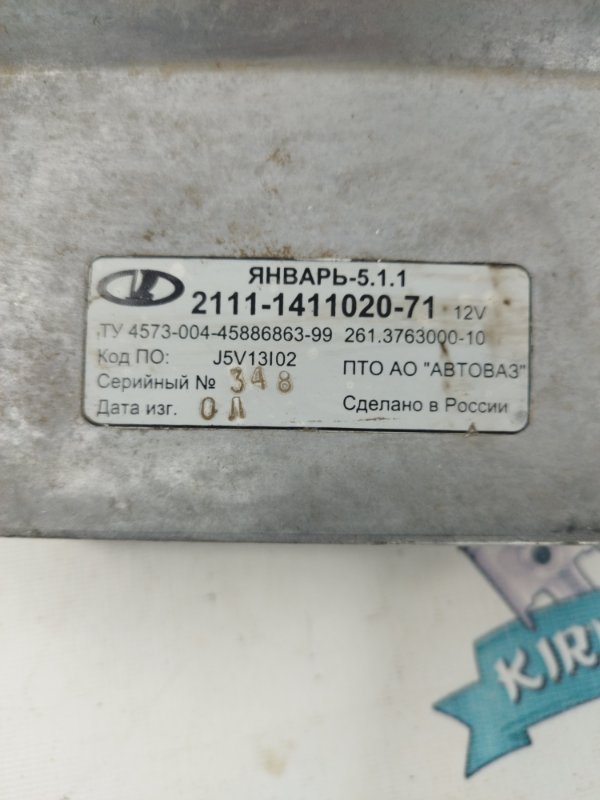 ЯНВАРЬ-5.1.1
2111-1411020-71 12V
ТУ 4573-004-45886863-99 261.3763000-10
Код ПО: J5V13I02
ПТО АО "АВТОВАЗ"
Серийный № 348
Дата изг. 0Л
Сделано в России